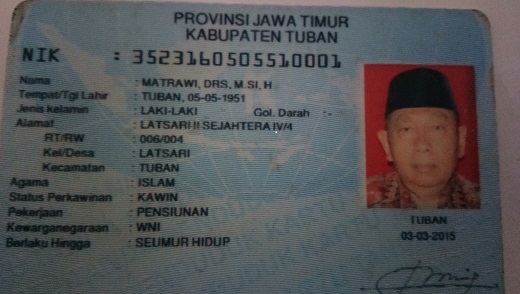 PROVINSI JAWA TIMUR
KABUPATEN TUBAN
NIK : 3523160505510001
Nama : MATRAWI, DRS, M.SI, H
Tempat/Tgl Lahir : TUBAN, 05-05-1951
Jenis kelamin : LAKI-LAKI Gol. Darah :-
Alamat : LATSARI II SEJAHTERA IV/4
RT/RW : 006/004
Kel/Desa : LATSARI
Kecamatan : TUBAN
Agama : ISLAM
Status Perkawinan : KAWIN
Pekerjaan : PENSIUNAN
Kewarganegaraan : WNI
Berlaku Hingga : SEUMUR HIDUP
TUBAN
03-03-2015